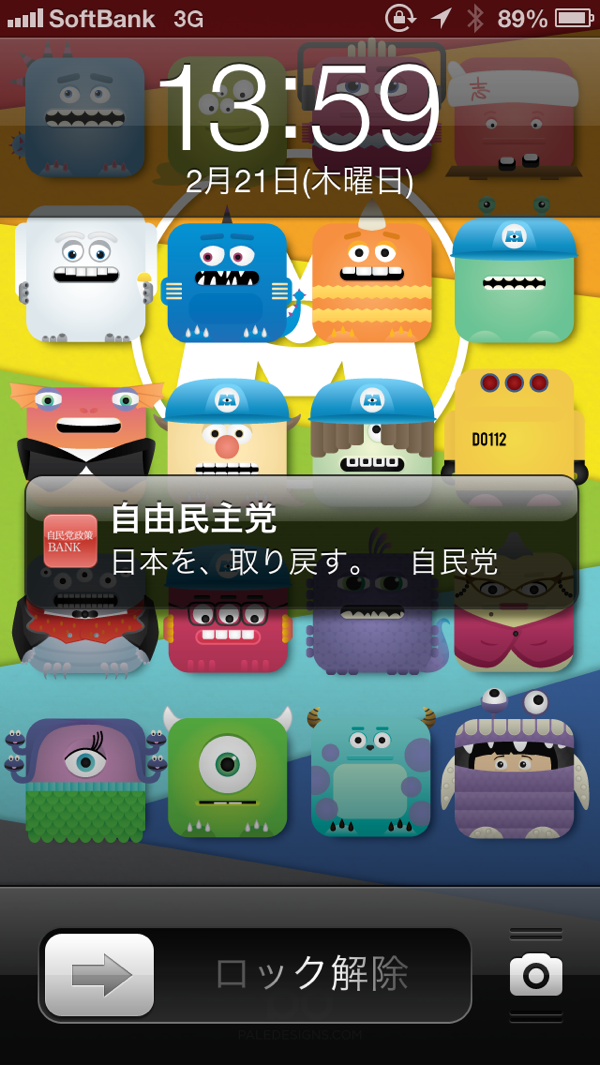 SoftBank 3G 89%
13:59
2月21日(木曜日)
志
D0112
自民党政策
BANK
自由民主党
日本を、取り戻す。 自民党
ロック解除
PALEDESIGNS.COM